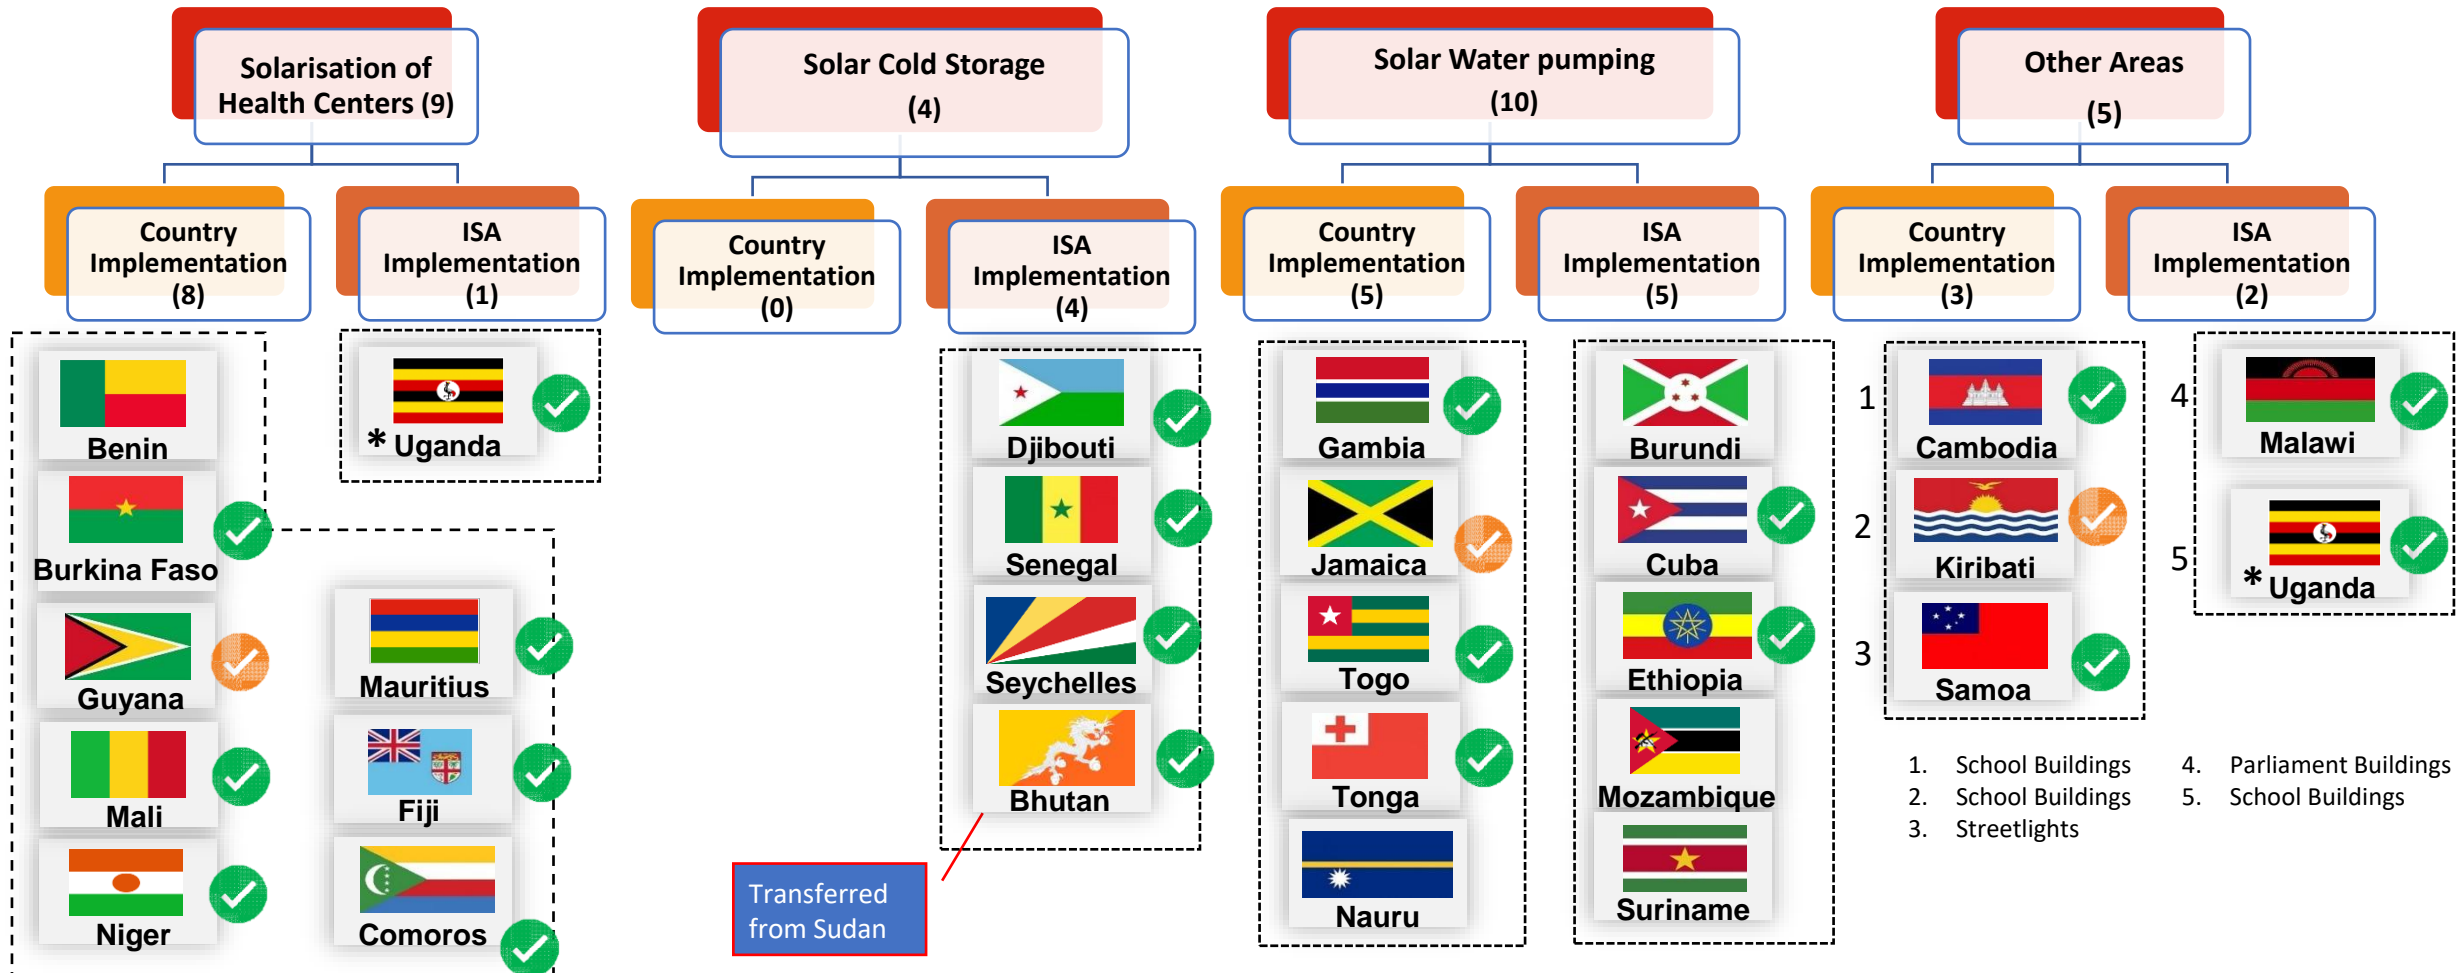 Solarisation of
Health Centers (9)
Country
Implementation
(8)
ISA
Implementation
(1)
Benin
Burkina Faso
Guyana
Mali
Niger
Mauritius
Fiji
Comoros
* Uganda
Solar Cold Storage
(4)
Country
Implementation
(0)
ISA
Implementation
(4)
Djibouti
Senegal
Seychelles
Bhutan
Transferred
from Sudan
Solar Water pumping
(10)
Country
Implementation
(5)
ISA
Implementation
(5)
Gambia
Jamaica
Togo
Tonga
Nauru
Burundi
Cuba
Ethiopia
Mozambique
Suriname
Other Areas
(5)
Country
Implementation
(3)
ISA
Implementation
(2)
1
Cambodia
2
Kiribati
3
Samoa
4
Malawi
5
* Uganda
1. School Buildings
2. School Buildings
3. Streetlights
4. Parliament Buildings
5. School Buildings